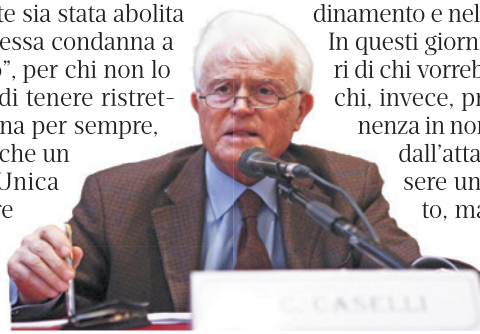 te sia stata abolita
essa condanna a
o”, per chi non lo
di tenere ristret-
na per sempre,
che un
Unica
re
dinamento e nel
In questi giorni
ri di chi vorreb
chi, invece, pr
nenza in nor
dall’atta
sere un
to, ma
C. CASELLI